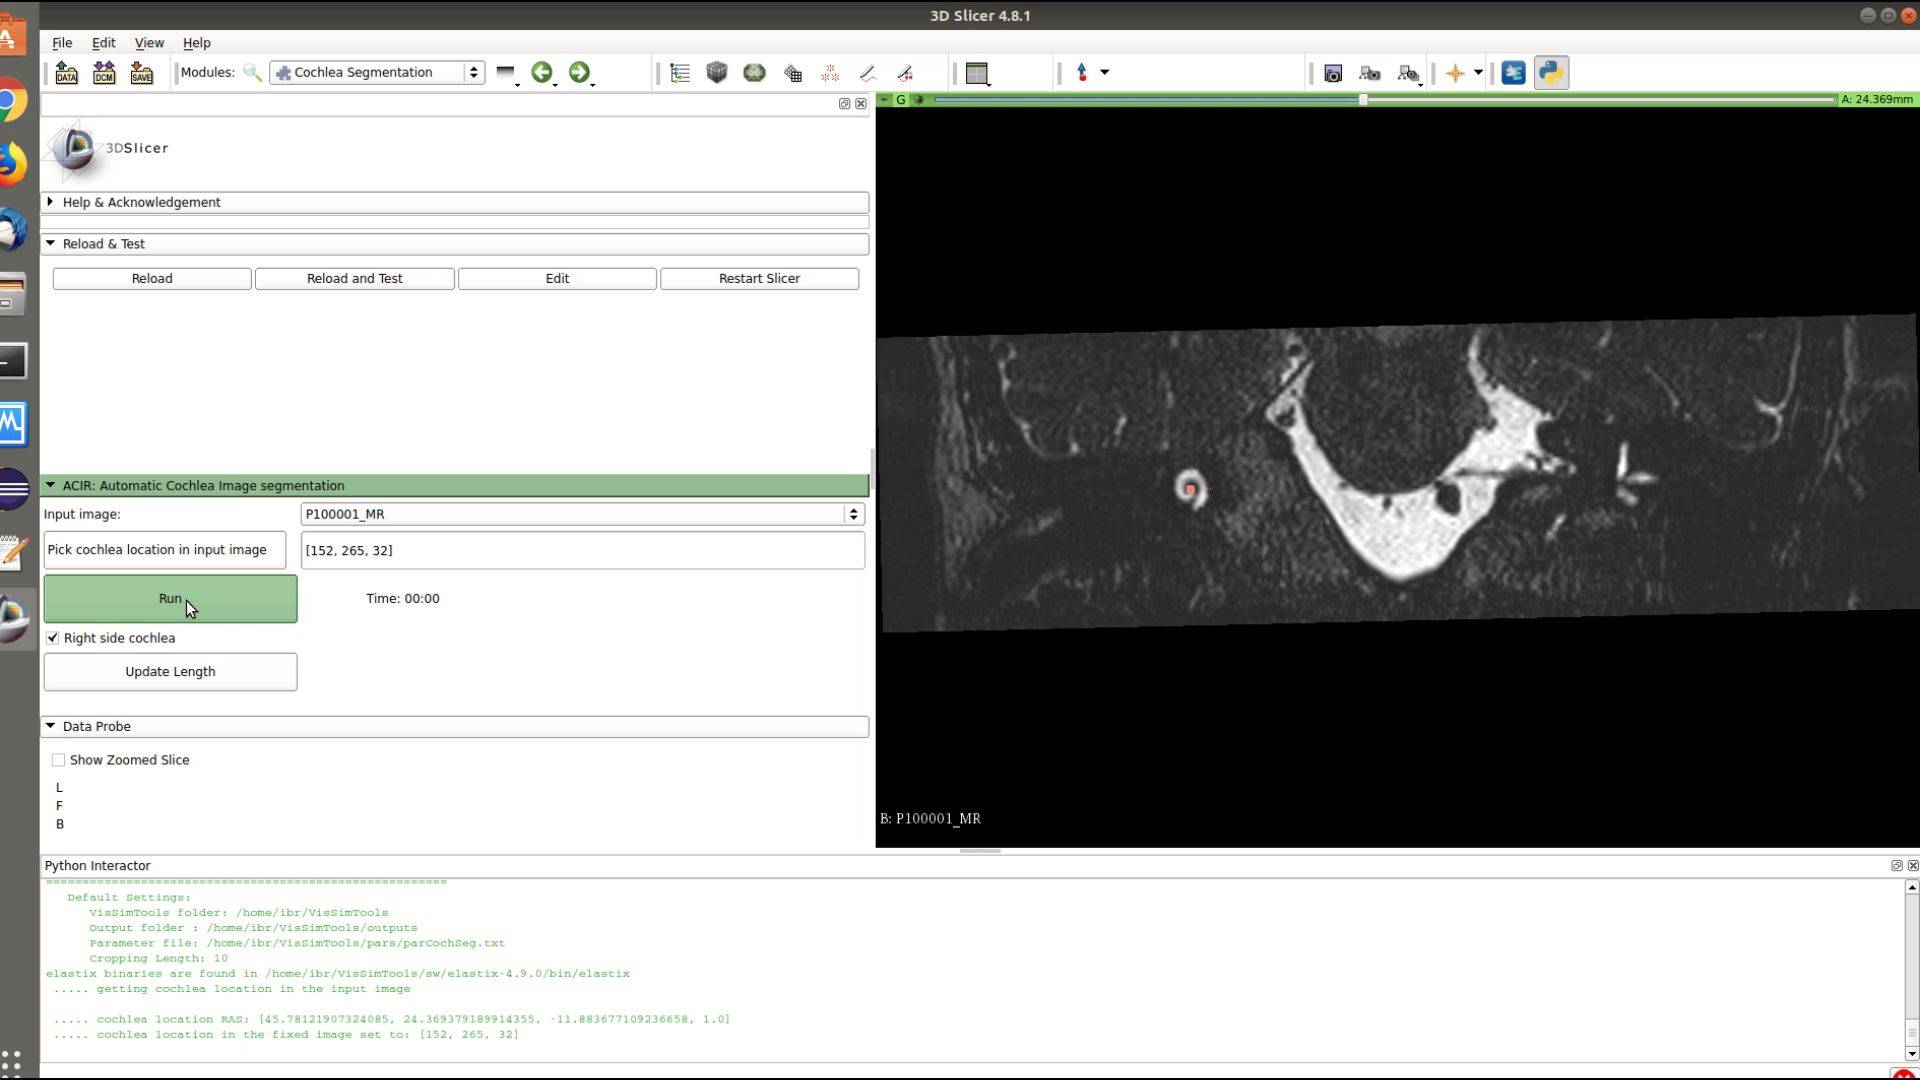 3D Slicer 4.8.1
File Edit View Help
DATA DCM SAVE Modules: Cochlea Segmentation
G A: 24.369mm
3DSlicer
Help & Acknowledgement
Reload & Test
Reload Reload and Test Edit Restart Slicer
ACIR: Automatic Cochlea Image segmentation
Input image: P100001_MR
Pick cochlea location in input image [152, 265, 32]
Run Time: 00:00
Right side cochlea
Update Length
Data Probe
Show Zoomed Slice
L
F
B
B: P100001_MR
Python Interactor
=======================================================
Default Settings:
VisSimTools folder: /home/ibr/VisSimTools
Output folder : /home/ibr/VisSimTools/outputs
Parameter file: /home/ibr/VisSimTools/pars/parCochSeg.txt
Cropping Length: 10
elastix binaries are found in /home/ibr/VisSimTools/sw/elastix-4.9.0/bin/elastix
..... getting cochlea location in the input image
..... cochlea location RAS: [45.78121907324085, 24.369379189914355, -11.883677109236658, 1.0]
..... cochlea location in the fixed image set to: [152, 265, 32]